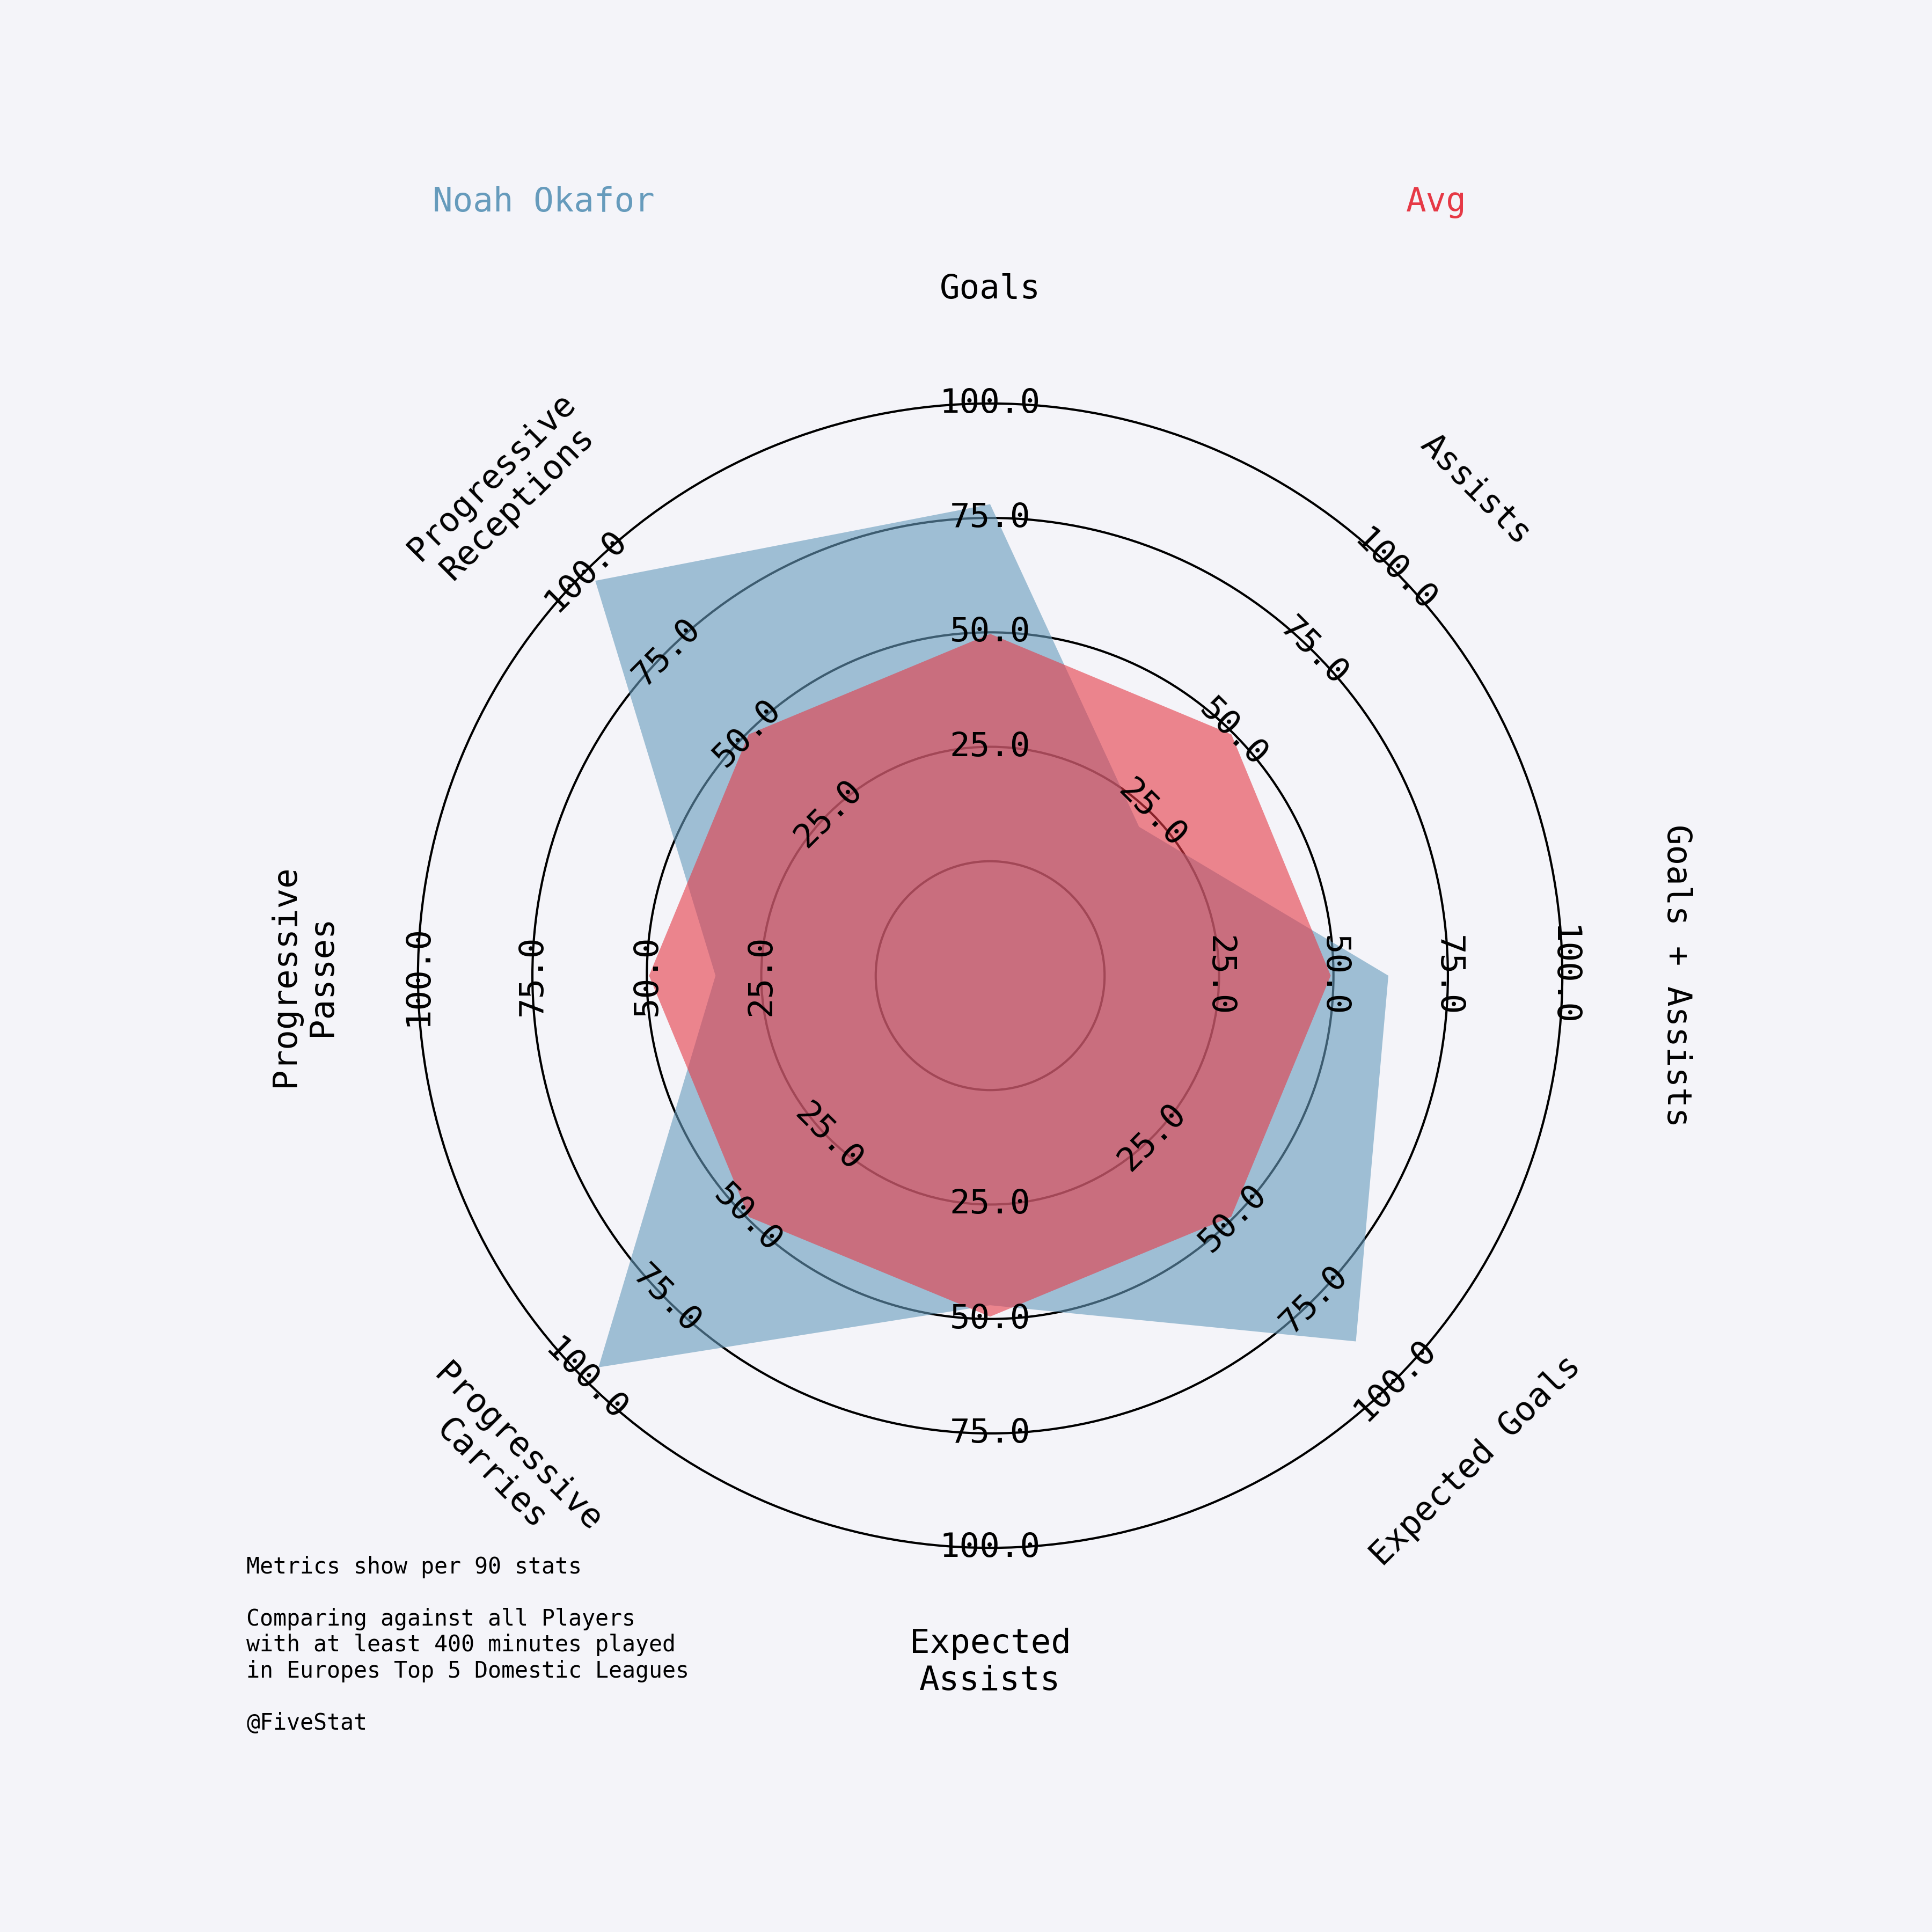 Noah Okafor
Avg
Goals
Assists
Goals + Assists
Expected Goals
Expected
Assists
Progressive
Carries
Progressive
Passes
Progressive
Receptions
25.0
50.0
75.0
100.0
25.0
50.0
75.0
100.0
25.0
50.0
75.0
100.0
25.0
50.0
75.0
100.0
25.0
50.0
75.0
100.0
25.0
50.0
75.0
100.0
25.0
50.0
75.0
100.0
25.0
50.0
75.0
100.0
Metrics show per 90 stats
Comparing against all Players
with at least 400 minutes played
in Europes Top 5 Domestic Leagues
@FiveStat